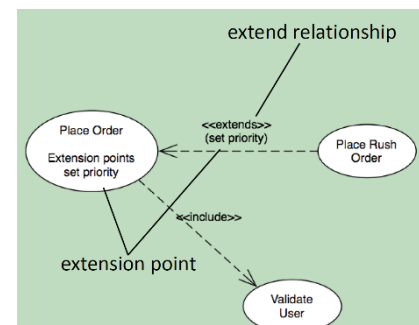 extend relationship
<<extends>>
(set priority)
Place Order
Extension points
set priority
Place Rush
Order
<<include>>
extension point
Validate
User